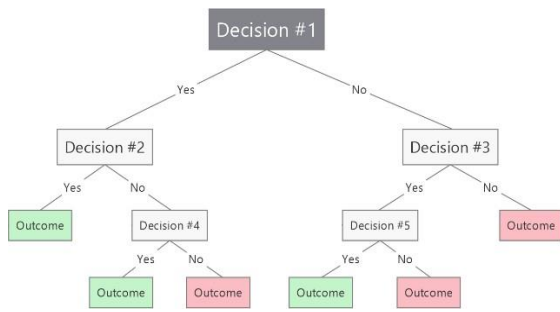 Decision #1
Yes
No
Decision #2
Decision #3
Yes
No
Yes
No
Outcome
Decision #4
Decision #5
Outcome
Yes
No
Yes
No
Outcome
Outcome
Outcome
Outcome